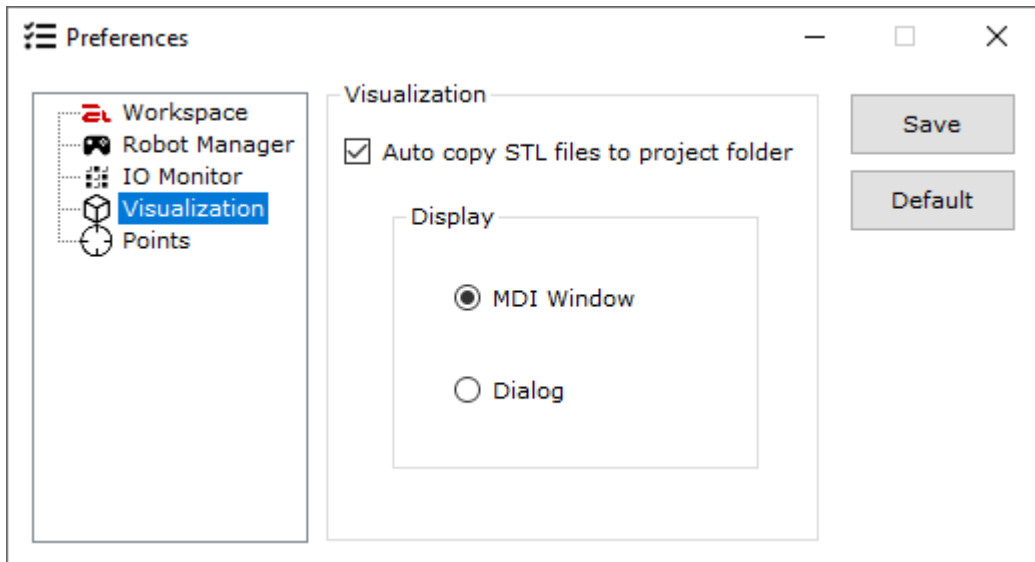 Preferences
Workspace
Robot Manager
IO Monitor
Visualization
Points
Visualization
Auto copy STL files to project folder
Display
MDI Window
Dialog
Save
Default